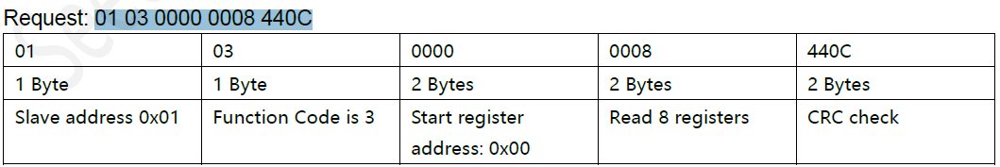 Request: 01 03 0000 0008 440C
01 03 0000 0008 440C
1 Byte 1 Byte 2 Bytes 2 Bytes 2 Bytes
Slave address 0x01 Function Code is 3 Start register address: 0x00 Read 8 registers CRC check